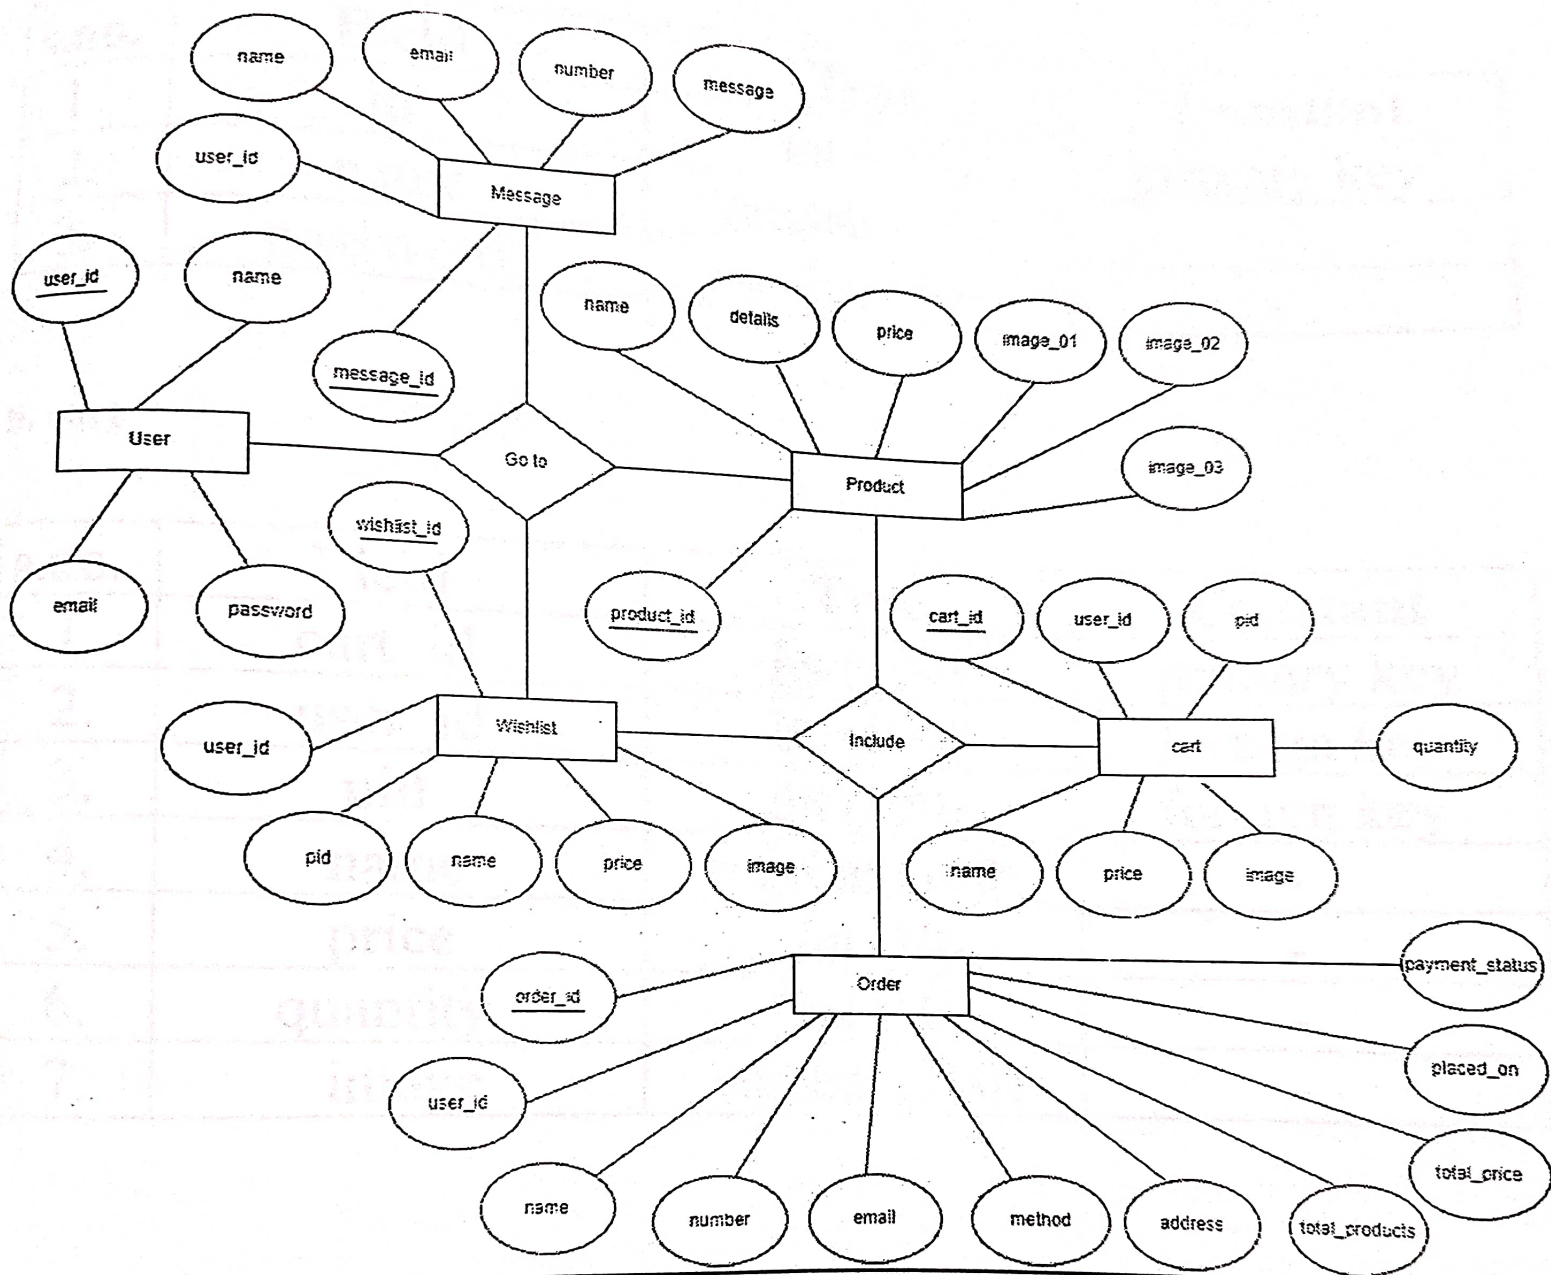 name
email
number
message
user_id
Message
user_id
name
message_id
name
details
price
image_01
image_02
User
Go to
Product
image_03
wishlist_id
email
password
product_id
cart_id
user_id
pid
user_id
Wishlist
Include
cart
quantity
pid
name
price
image
name
price
image
order_id
Order
payment_status
user_id
placed_on
total_price
name
number
email
method
address
total_products
price
quantity